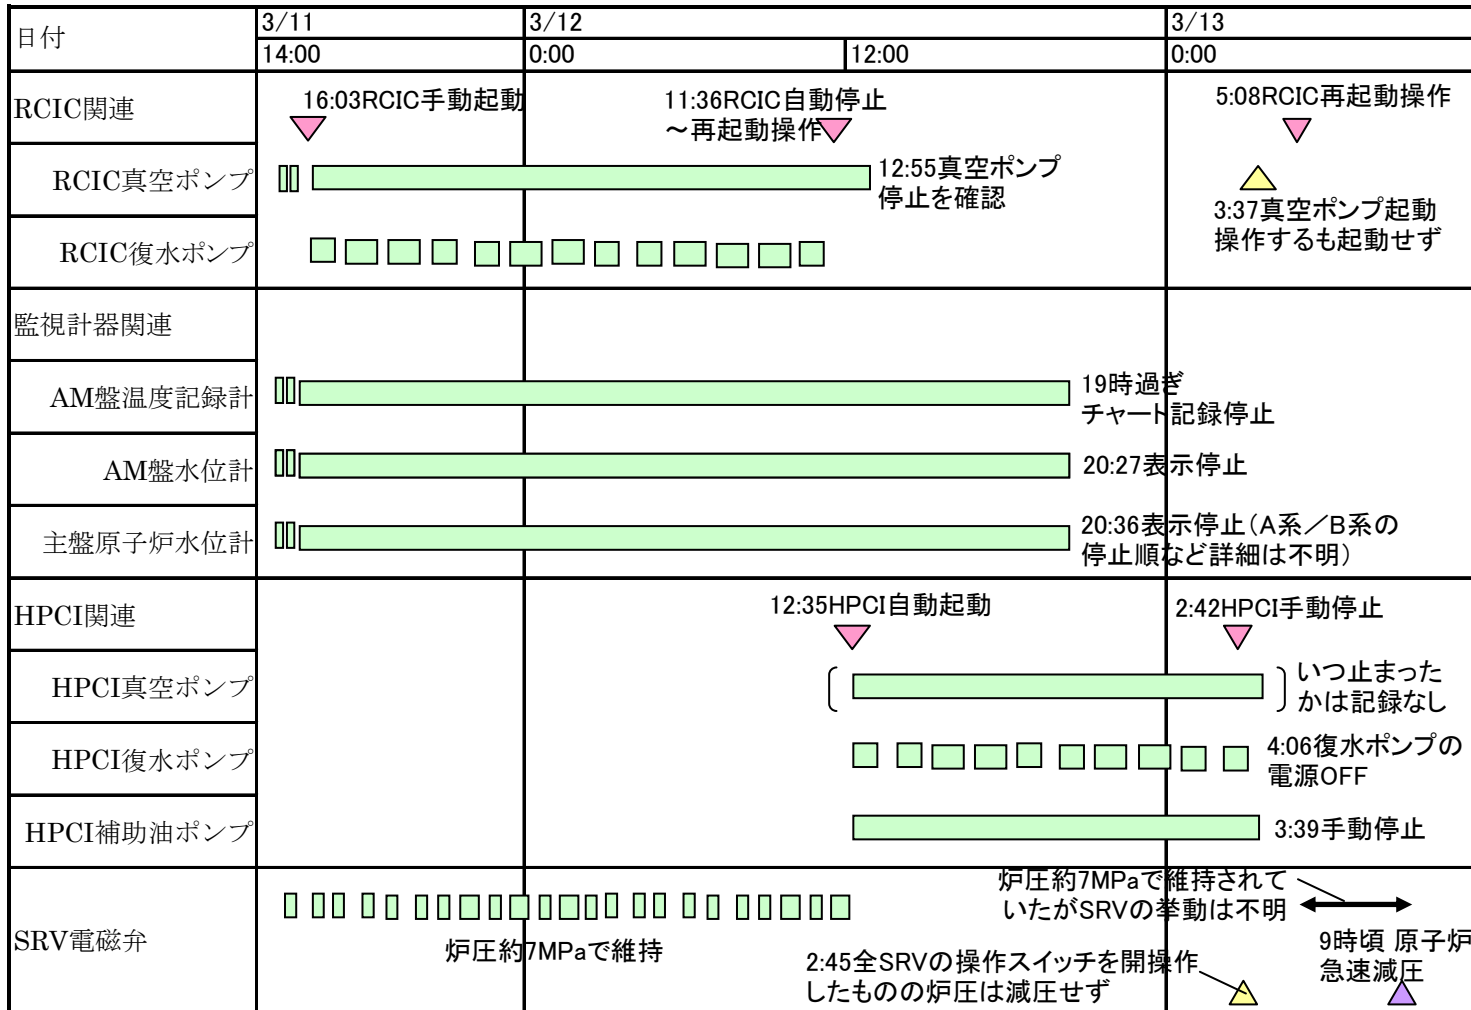 日付
3/11
3/12
3/13
14:00
0:00
12:00
0:00
RCIC関連
16:03RCIC手動起動
11:36RCIC自動停止
～再起動操作
5:08RCIC再起動操作
RCIC真空ポンプ
12:55真空ポンプ
停止を確認
3:37真空ポンプ起動
操作するも起動せず
RCIC復水ポンプ
監視計器関連
AM盤温度記録計
19時過ぎ
チャート記録停止
AM盤水位計
20:27表示停止
主盤原子炉水位計
20:36表示停止（A系／B系の
停止順など詳細は不明）
HPCI関連
12:35HPCI自動起動
2:42HPCI手動停止
HPCI真空ポンプ
いつ止まった
かは記録なし
HPCI復水ポンプ
4:06復水ポンプの
電源OFF
HPCI補助油ポンプ
3:39手動停止
SRV電磁弁
炉圧約7MPaで維持
炉圧約7MPaで維持されて
いたがSRVの挙動は不明
2:45全SRVの操作スイッチを開操作
したものの炉圧は減圧せず
9時頃 原子炉
急速減圧